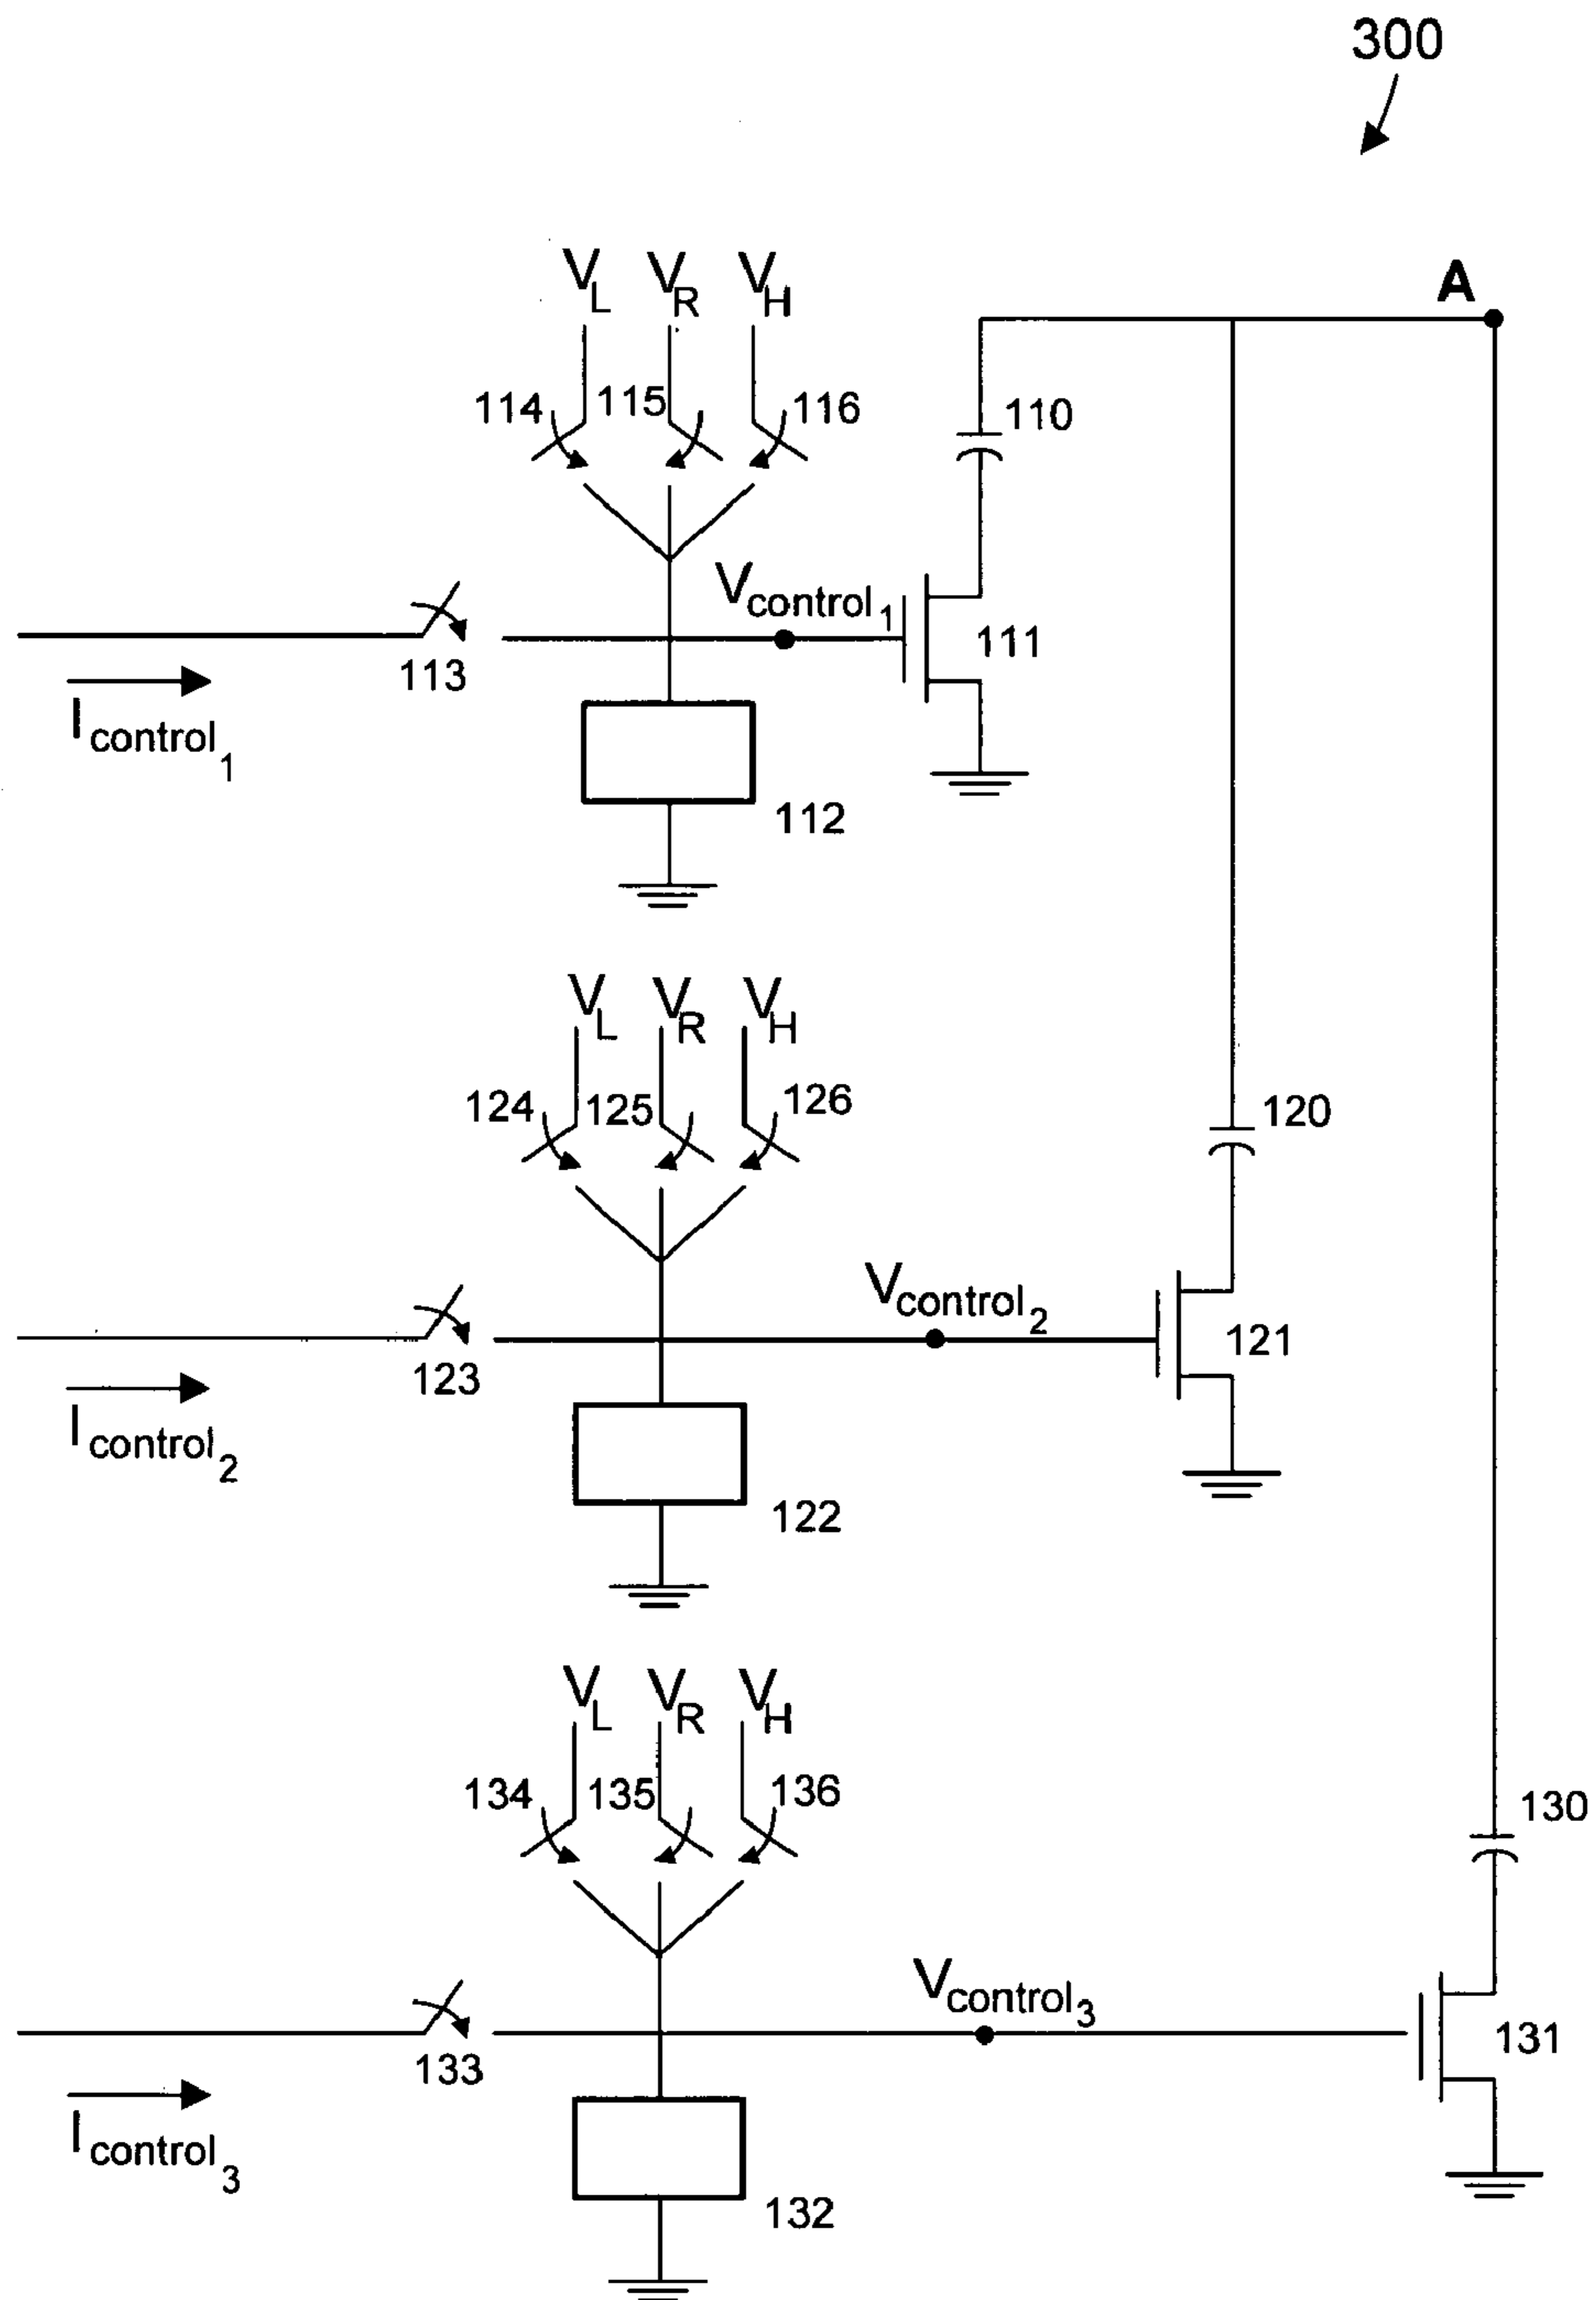 300
V_L V_R V_H
A
114 115 116
110
V_control_1
111
113
I_control_1
112
V_L V_R V_H
124 125 126
120
V_control_2
121
123
I_control_2
122
V_L V_R V_H
134 135 136
130
V_control_3
131
133
I_control_3
132